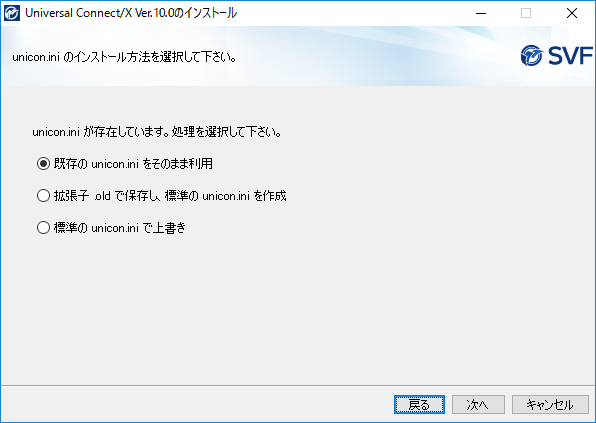 Universal Connect/X Ver.10.0のインストール
unicon.ini のインストール方法を選択して下さい。
SVF
unicon.ini が存在しています。処理を選択して下さい。
既存の unicon.ini をそのまま利用
拡張子 .old で保存し、標準の unicon.ini を作成
標準の unicon.ini で上書き
戻る 次へ キャンセル